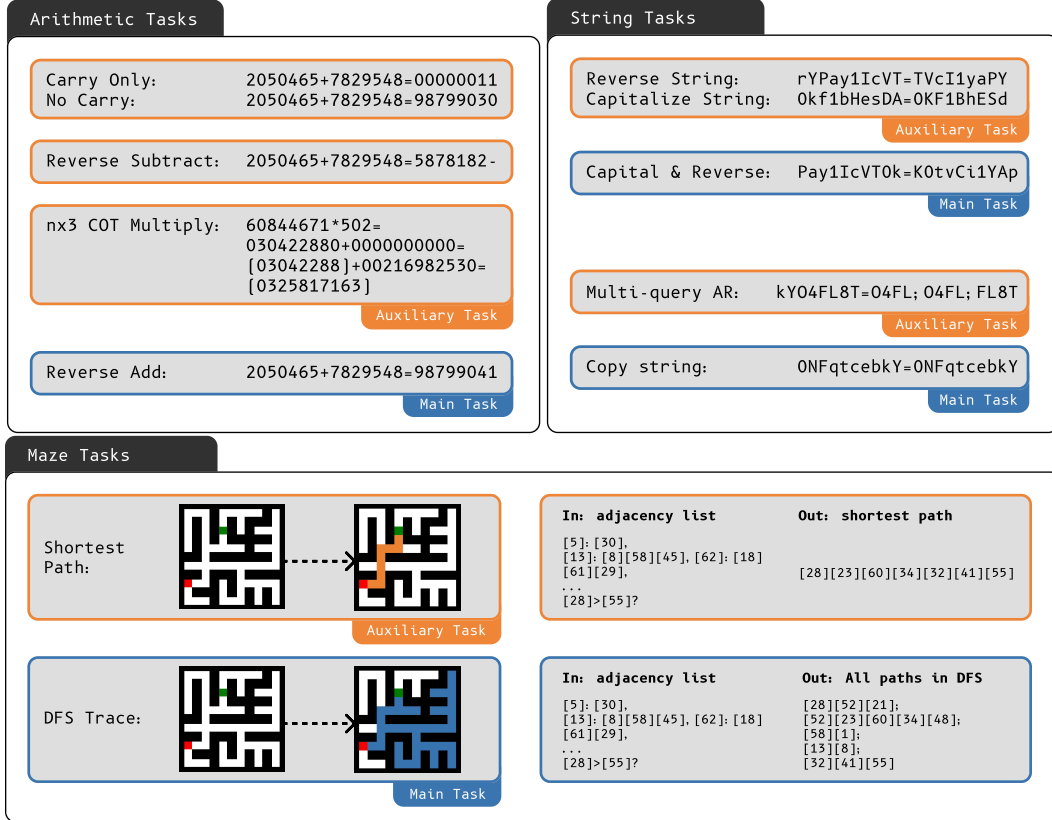 Arithmetic Tasks
Carry Only: 2050465+7829548=00000011
No Carry: 2050465+7829548=98799030
Reverse Subtract: 2050465+7829548=5878182-
nx3 COT Multiply: 60844671*502=
030422880+0000000000=
[03042288]+00216982530=
[0325817163]
Auxiliary Task
Reverse Add: 2050465+7829548=98799041
Main Task
String Tasks
Reverse String: rYPay1IcVT=TVcI1yaPY
Capitalize String: Okf1bHesDA=OKF1BhESd
Auxiliary Task
Capital & Reverse: Pay1IcVTOk=KOtvCi1YAp
Main Task
Multi-query AR: kYO4FL8T=O4FL;O4FL;FL8T
Auxiliary Task
Copy string: ONFqtcebkY=ONFqtcebkY
Main Task
Maze Tasks
Shortest
Path:
Auxiliary Task
In: adjacency list Out: shortest path
[5]:[30],
[13]:[8][58][45], [62]:[18]
[61][29],
...
[28]>[55]?
[28][23][60][34][32][41][55]
DFS Trace:
Main Task
In: adjacency list Out: All paths in DFS
[5]:[30],
[13]:[8][58][45], [62]:[18]
[61][29],
...
[28]>[55]?
[28][52][21];
[52][23][60][34][48];
[58][1];
[13][8];
[32][41][55]